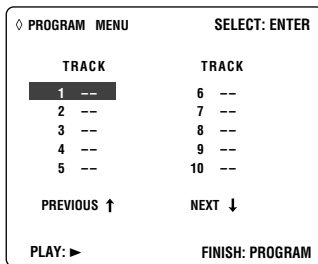 ◊ PROGRAM MENU SELECT: ENTER
TRACK TRACK
1 -- 6 --
2 -- 7 --
3 -- 8 --
4 -- 9 --
5 -- 10 --
PREVIOUS ↑ NEXT ↓
PLAY: ► FINISH: PROGRAM